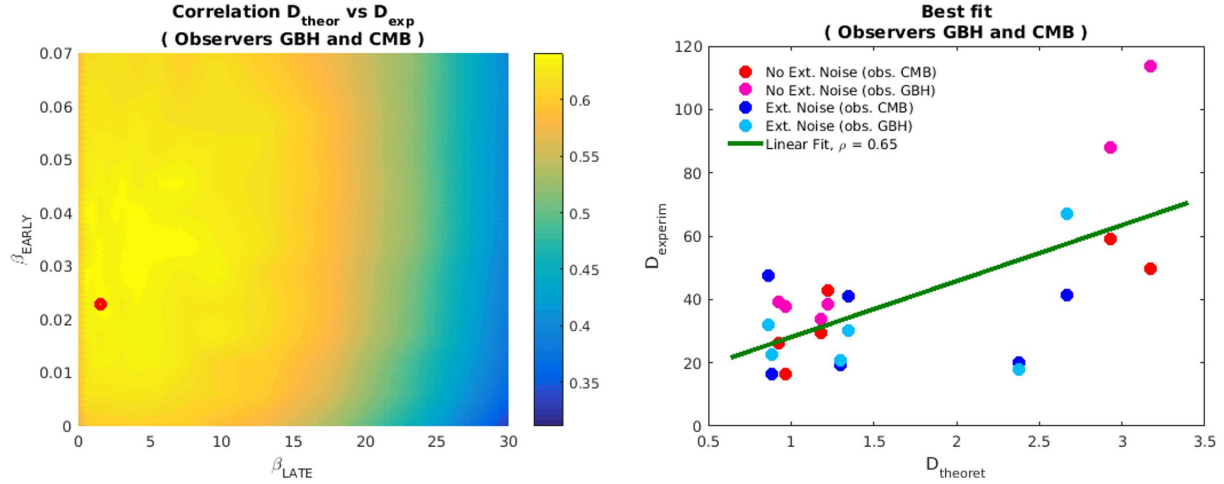 Correlation D_theor vs D_exp
( Observers GBH and CMB )
0.07
0.06
0.05
0.04
0.03
0.02
0.01
0
β_EARLY
0
5
10
15
20
25
30
β_LATE
0.6
0.55
0.5
0.45
0.4
0.35
Best fit
( Observers GBH and CMB )
120
100
80
60
40
20
0
D_experim
No Ext. Noise (obs. CMB)
No Ext. Noise (obs. GBH)
Ext. Noise (obs. CMB)
Ext. Noise (obs. GBH)
Linear Fit, ρ = 0.65
0.5
1
1.5
2
2.5
3
3.5
D_theoret